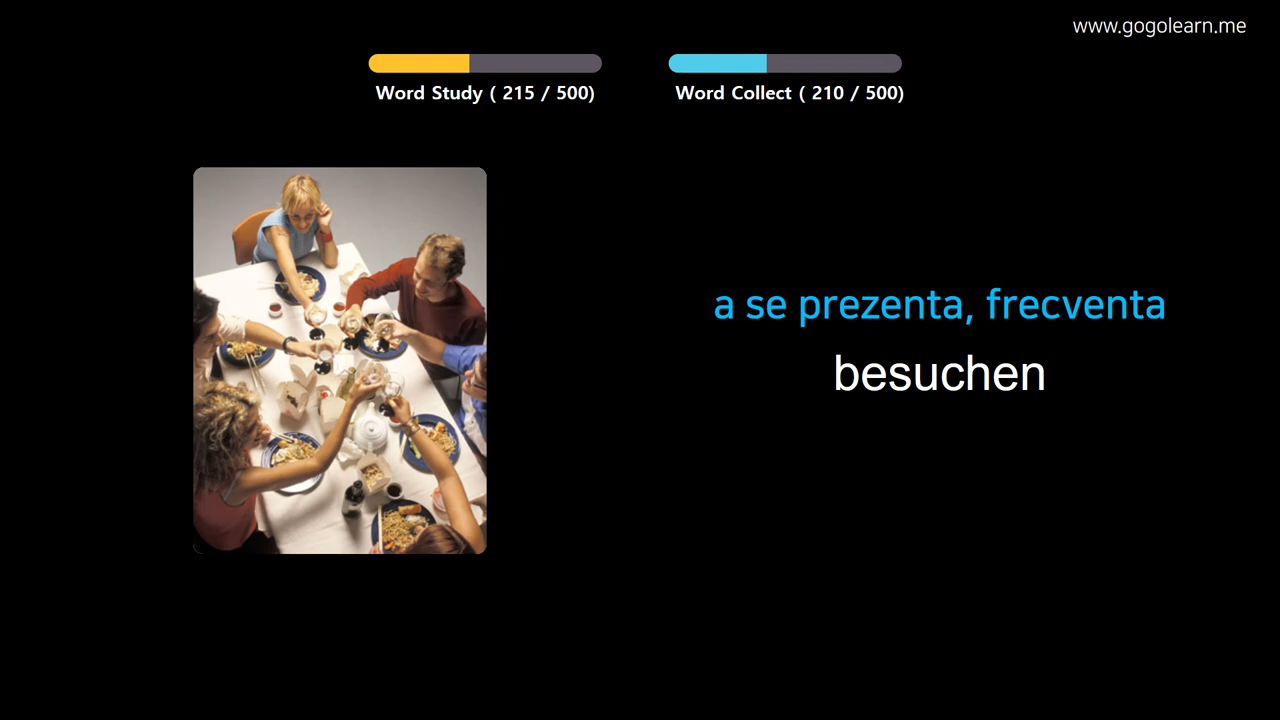 www.gogolearn.me
Word Study ( 215 / 500)
Word Collect ( 210 / 500)
a se prezenta, frecventa
besuchen